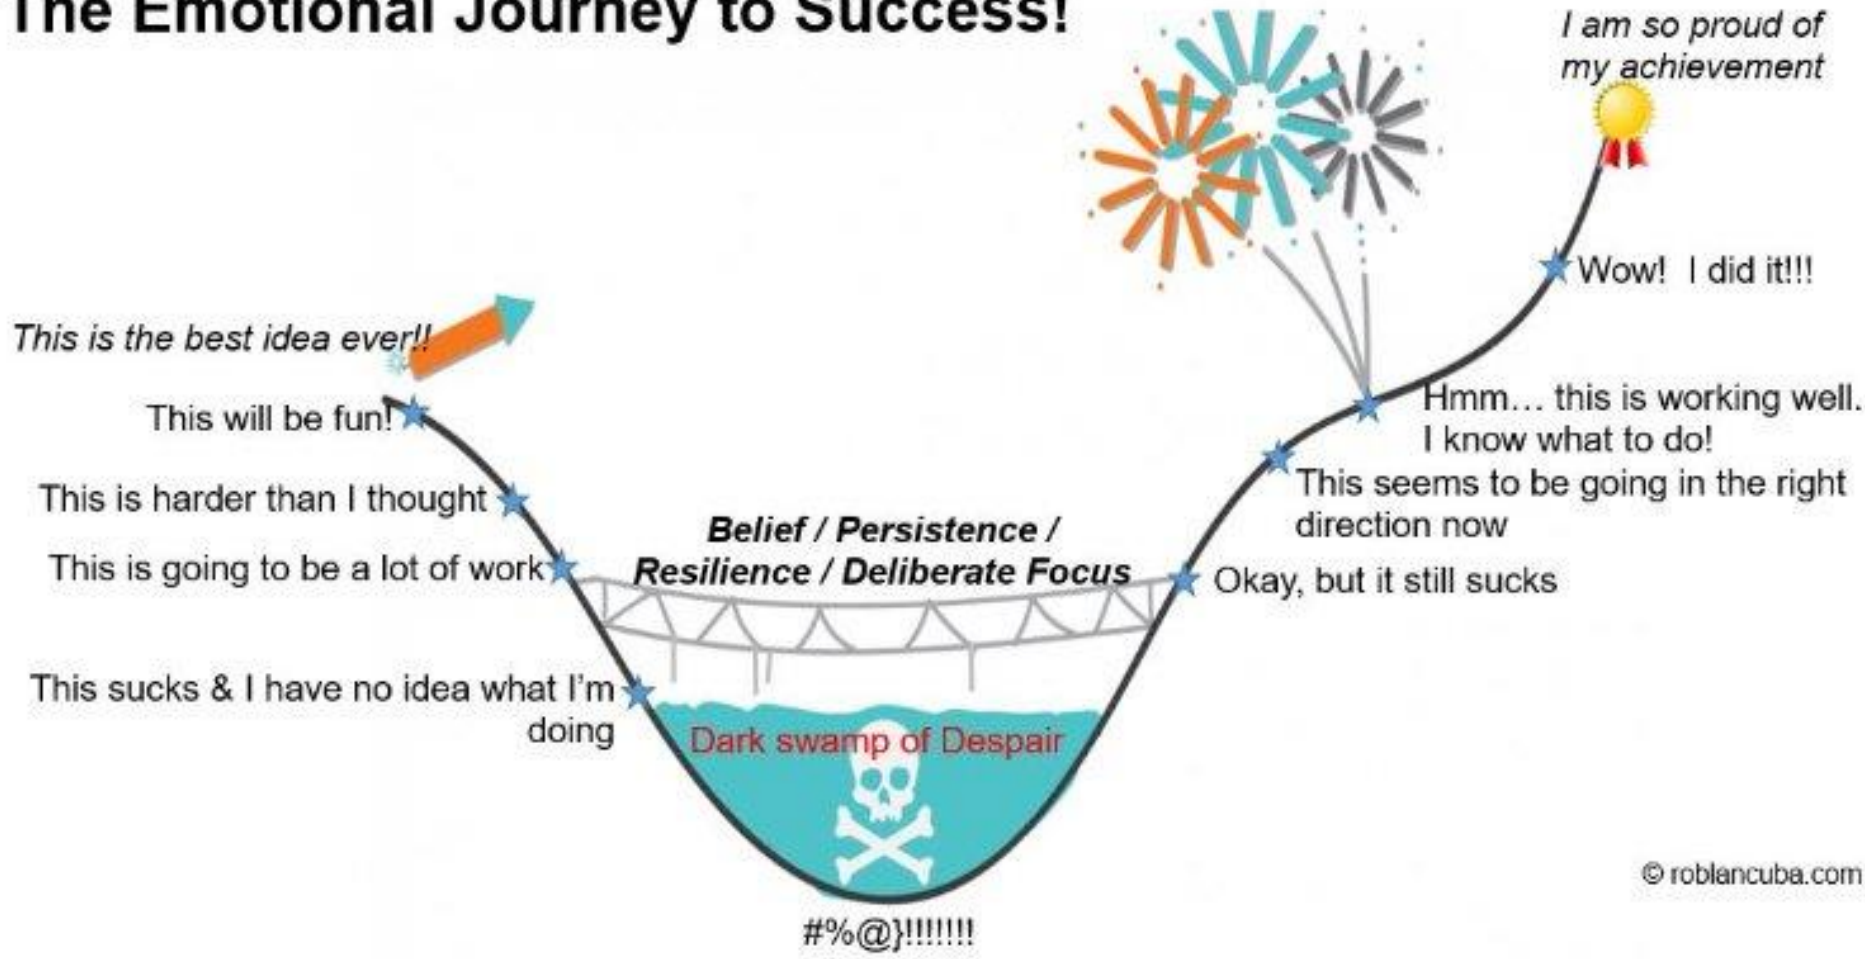 The Emotional Journey to Success!
I am so proud of
my achievement
Wow!  I did it!!!
This is the best idea ever!!
This will be fun!
Hmm… this is working well.
I know what to do!
This is harder than I thought
This seems to be going in the right
direction now
Belief / Persistence /
Resilience / Deliberate Focus
This is going to be a lot of work
Okay, but it still sucks
This sucks & I have no idea what I'm
doing
Dark swamp of Despair
© roblancuba.com
#%@}!!!!!!!